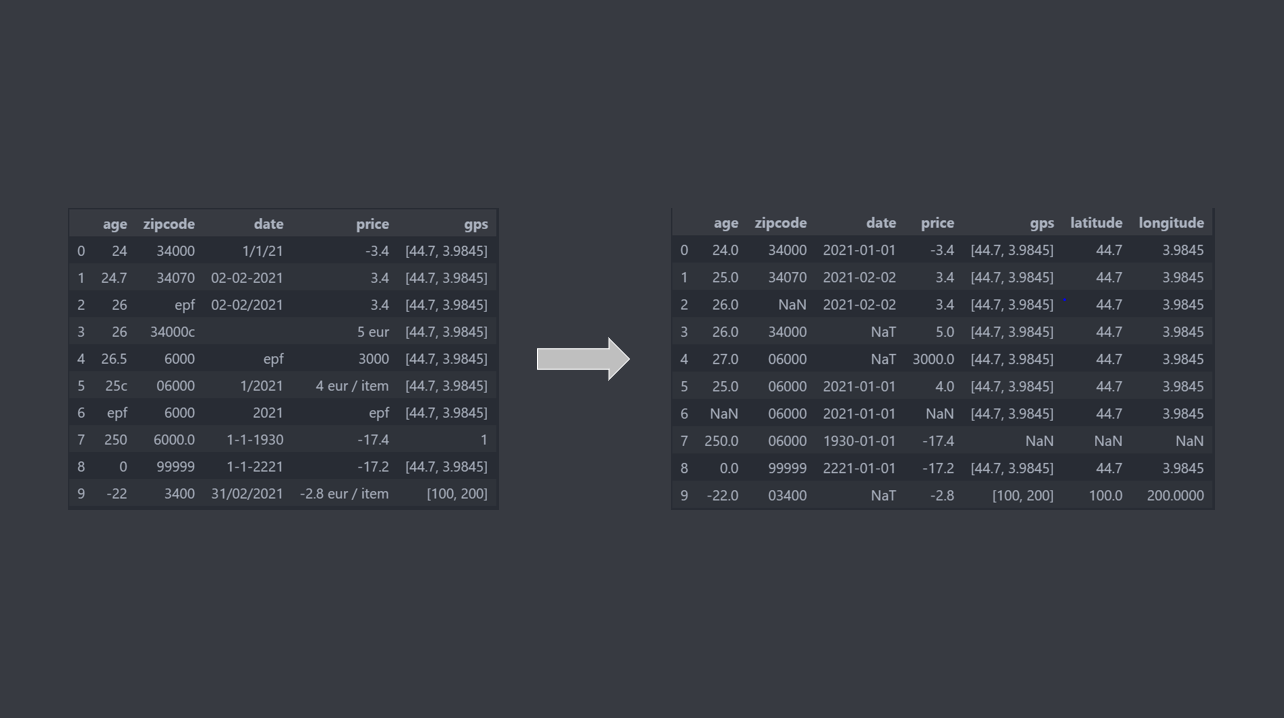 age zipcode date price gps
0 24 34000 1/1/21 -3.4 [44.7, 3.9845]
1 24.7 34070 02-02-2021 3.4 [44.7, 3.9845]
2 26 epf 02-02/2021 3.4 [44.7, 3.9845]
3 26 34000c 5 eur [44.7, 3.9845]
4 26.5 6000 epf 3000 [44.7, 3.9845]
5 25c 06000 1/2021 4 eur / item [44.7, 3.9845]
6 epf 6000 2021 epf [44.7, 3.9845]
7 250 6000.0 1-1-1930 -17.4 1
8 0 99999 1-1-2221 -17.2 [44.7, 3.9845]
9 -22 3400 31/02/2021 -2.8 eur / item [100, 200]
age zipcode date price gps latitude longitude
0 24.0 34000 2021-01-01 -3.4 [44.7, 3.9845] 44.7 3.9845
1 25.0 34070 2021-02-02 3.4 [44.7, 3.9845] 44.7 3.9845
2 26.0 NaN 2021-02-02 3.4 [44.7, 3.9845] 44.7 3.9845
3 26.0 34000 NaT 5.0 [44.7, 3.9845] 44.7 3.9845
4 27.0 06000 NaT 3000.0 [44.7, 3.9845] 44.7 3.9845
5 25.0 06000 2021-01-01 4.0 [44.7, 3.9845] 44.7 3.9845
6 NaN 06000 2021-01-01 NaN [44.7, 3.9845] 44.7 3.9845
7 250.0 06000 1930-01-01 -17.4 NaN NaN NaN
8 0.0 99999 2221-01-01 -17.2 [44.7, 3.9845] 44.7 3.9845
9 -22.0 03400 NaT -2.8 [100, 200] 100.0 200.0000